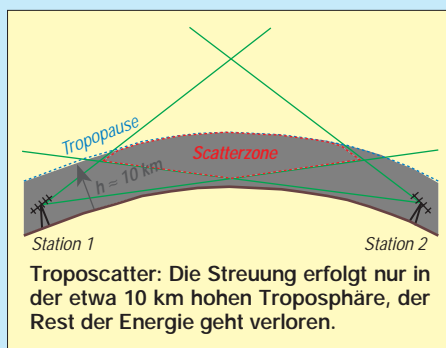 Tropopause
Scatterzone
h = 10 km
Station 1
Station 2
Troposcatter: Die Streuung erfolgt nur in
der etwa 10 km hohen Troposphäre, der
Rest der Energie geht verloren.